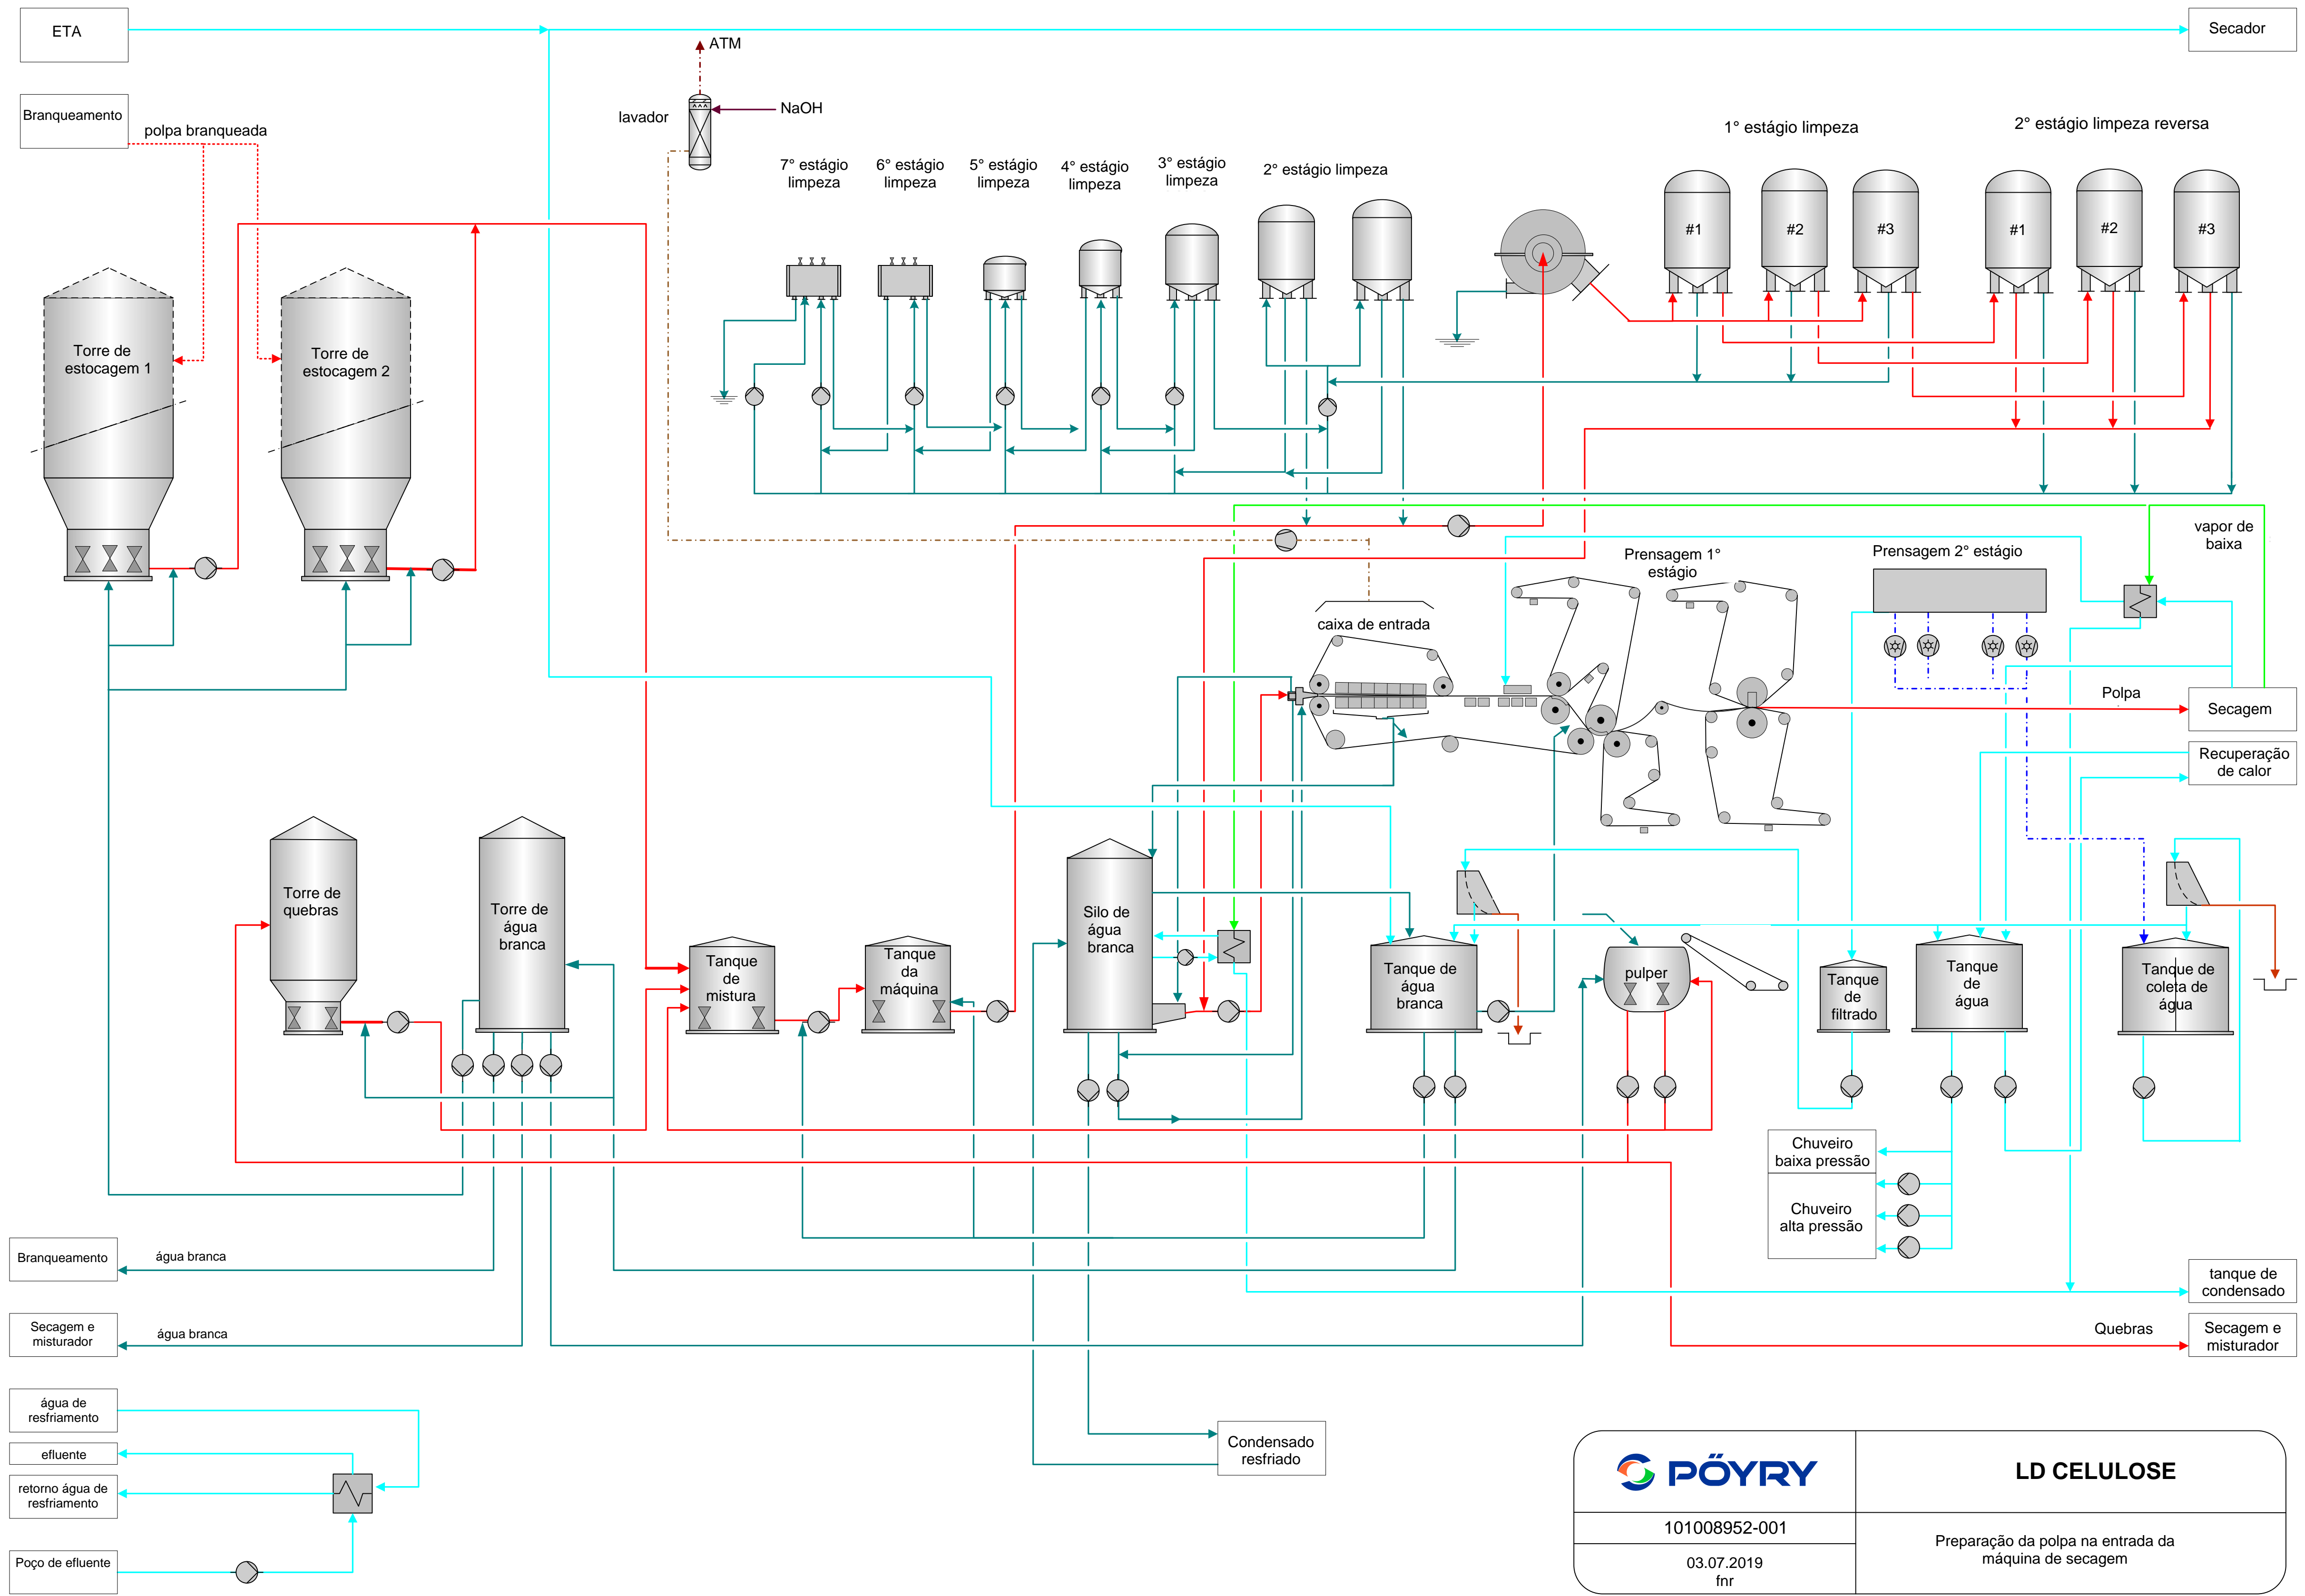 ETA
Secador
ATM
Branqueamento
polpa branqueada
lavador
NaOH
1° estágio limpeza
2° estágio limpeza reversa
7° estágio
limpeza
6° estágio
limpeza
5° estágio
limpeza
4° estágio
limpeza
3° estágio
limpeza
2° estágio limpeza
#1
#2
#3
#1
#2
#3
Torre de
estocagem 1
Torre de
estocagem 2
vapor de
baixa
Prensagem 1°
estágio
Prensagem 2° estágio
caixa de entrada
Polpa
Secagem
Recuperação
de calor
Torre de
quebras
Torre de
água
branca
Tanque
de
mistura
Tanque
da
máquina
Silo de
água
branca
Tanque de
água
branca
pulper
Tanque
de
filtrado
Tanque
de
água
Tanque de
coleta de
água
Chuveiro
baixa pressão
Chuveiro
alta pressão
Branqueamento
água branca
tanque de
condensado
Secagem e
misturador
água branca
Quebras
Secagem e
misturador
água de
resfriamento
efluente
retorno água de
resfriamento
Poço de efluente
Condensado
resfriado
PÖYRY
LD CELULOSE
101008952-001
03.07.2019
fnr
Preparação da polpa na entrada da
máquina de secagem